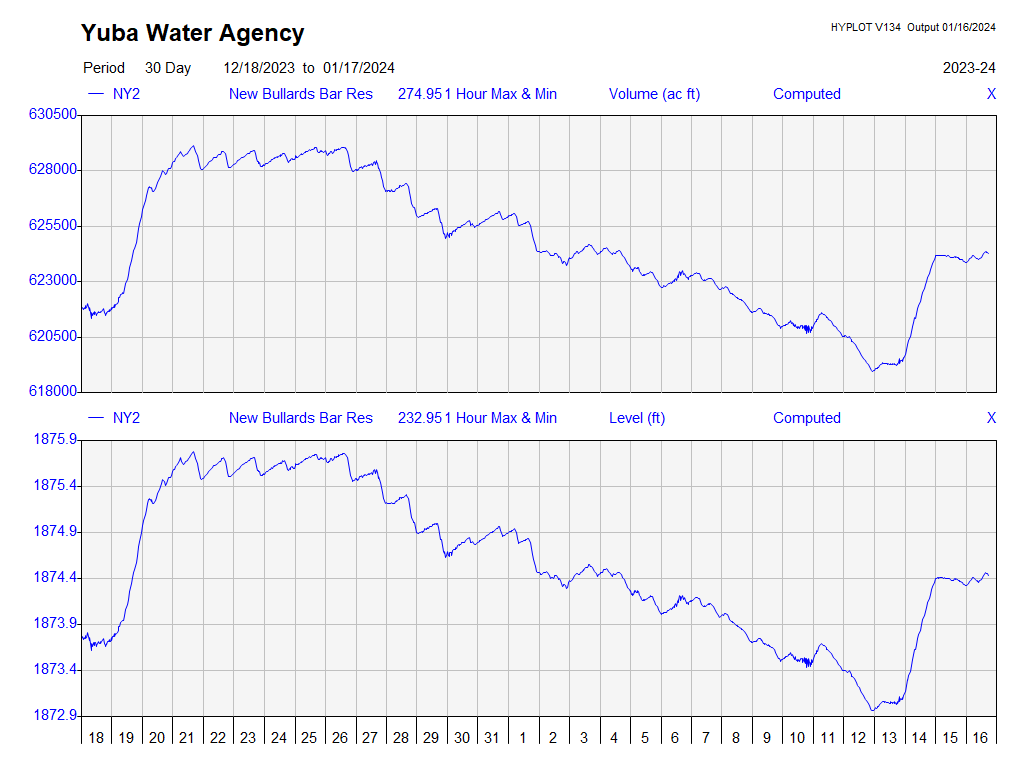 Yuba Water Agency
HYPLOT V134 Output 01/16/2024
Period 30 Day 12/18/2023 to 01/17/2024 2023-24
NY2 New Bullards Bar Res 274.95 1 Hour Max & Min Volume (ac ft) Computed X
630500
628000
625500
623000
620500
618000
NY2 New Bullards Bar Res 232.95 1 Hour Max & Min Level (ft) Computed X
1875.9
1875.4
1874.9
1874.4
1873.9
1873.4
1872.9
18 19 20 21 22 23 24 25 26 27 28 29 30 31 1 2 3 4 5 6 7 8 9 10 11 12 13 14 15 16